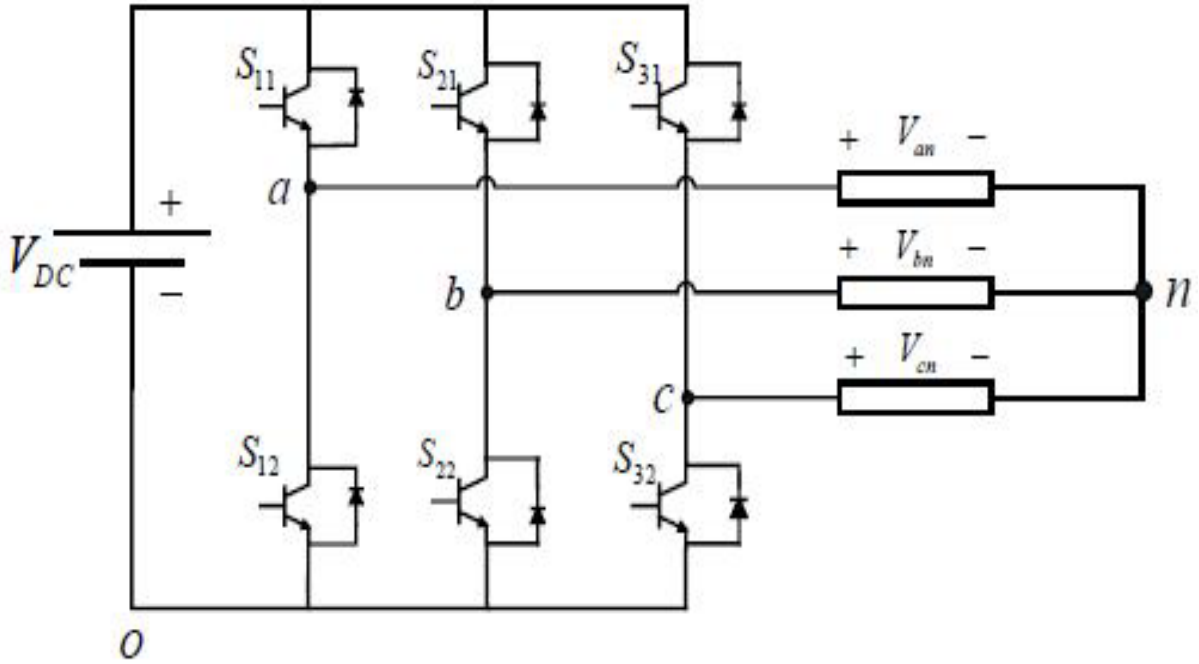 S11
S21
S31
+ Van −
a
+
VDC
−
+ Vbn −
b
n
+ Vcn −
c
S12
S22
S32
o